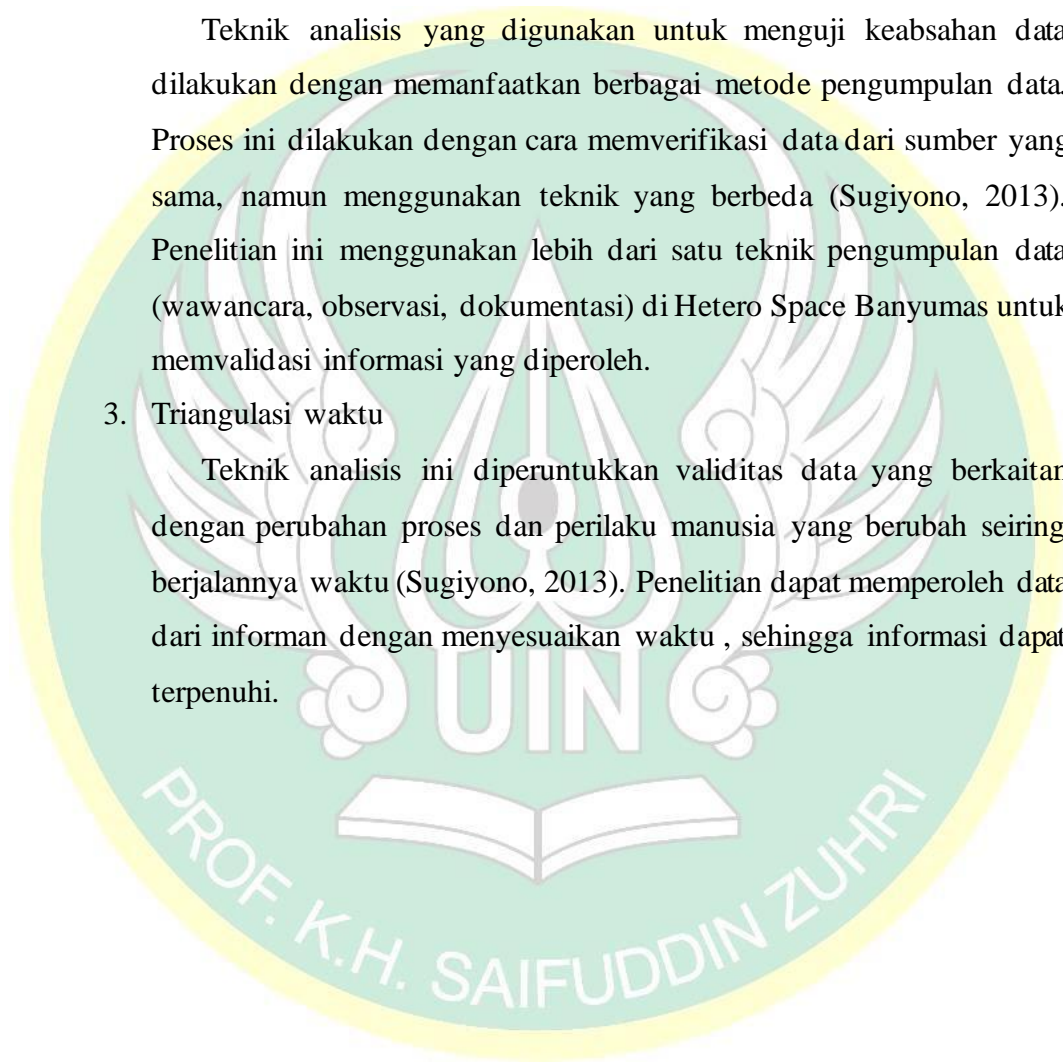 Teknik analisis yang digunakan untuk menguji keabsahan data
dilakukan dengan memanfaatkan berbagai metode pengumpulan data.
Proses ini dilakukan dengan cara memverifikasi data dari sumber yang
sama, namun menggunakan teknik yang berbeda (Sugiyono, 2013).
Penelitian ini menggunakan lebih dari satu teknik pengumpulan data
(wawancara, observasi, dokumentasi) di Hetero Space Banyumas untuk
memvalidasi informasi yang diperoleh.
3. Triangulasi waktu
Teknik analisis ini diperuntukkan validitas data yang berkaitan
dengan perubahan proses dan perilaku manusia yang berubah seiring
berjalannya waktu (Sugiyono, 2013). Penelitian dapat memperoleh data
dari informan dengan menyesuaikan waktu , sehingga informasi dapat
terpenuhi.
UIN
PROF. K.H. SAIFUDDIN ZUHRI